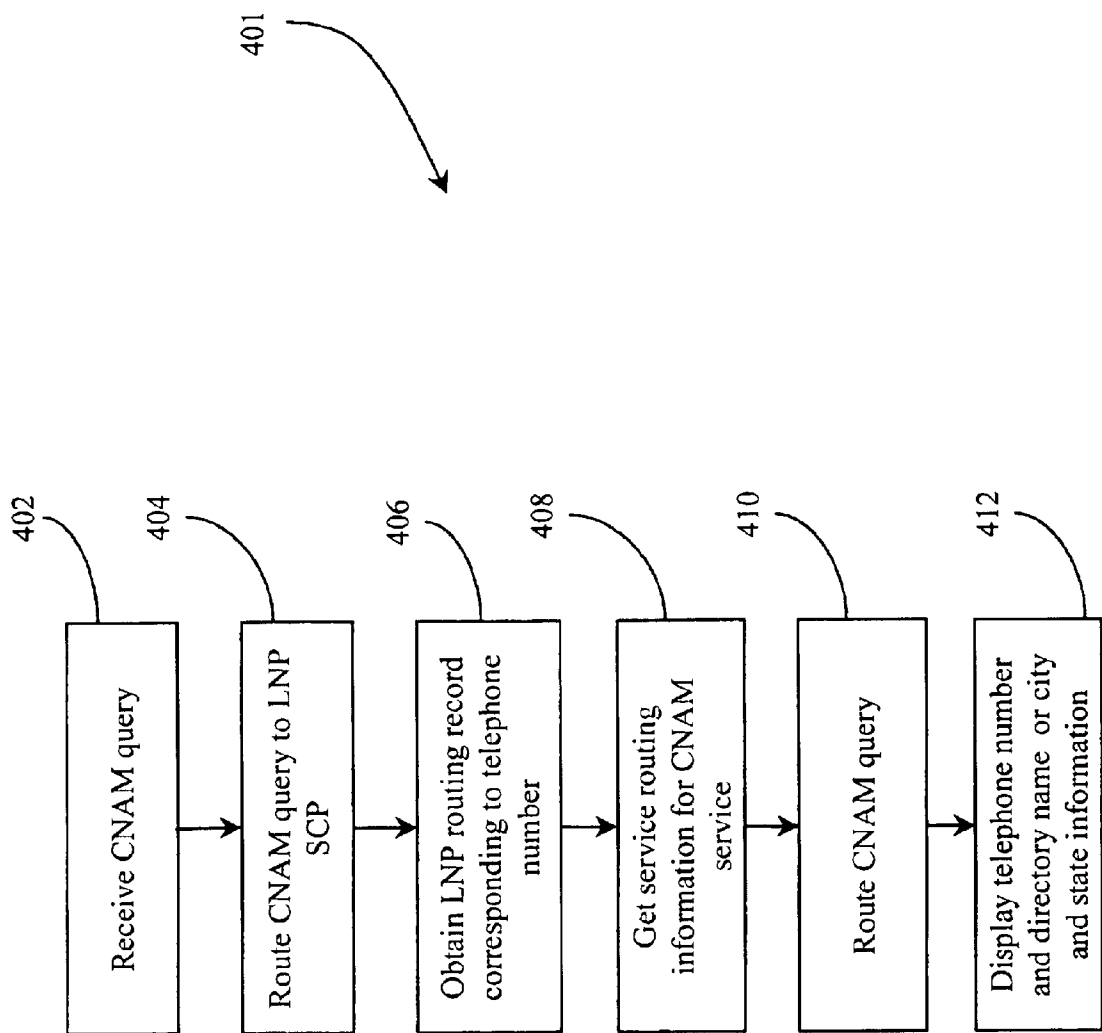 401
402
Receive CNAM query
404
Route CNAM query to LNP
SCP
406
Obtain LNP routing record
corresponding to telephone
number
408
Get service routing
information for CNAM
service
410
Route CNAM query
412
Display telephone number
and directory name or city
and state information